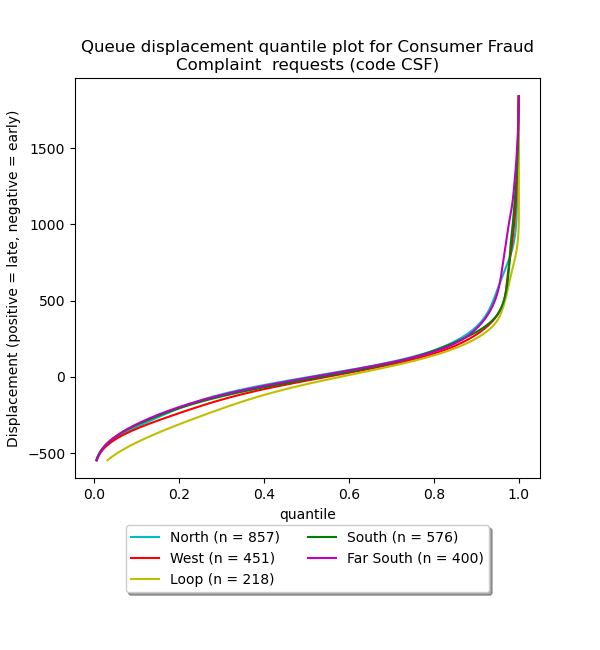 Queue displacement quantile plot for Consumer Fraud
Complaint  requests (code CSF)
Displacement (positive = late, negative = early)
1500
1000
500
0
−500
0.0 0.2 0.4 0.6 0.8 1.0
quantile
North (n = 857)
West (n = 451)
Loop (n = 218)
South (n = 576)
Far South (n = 400)